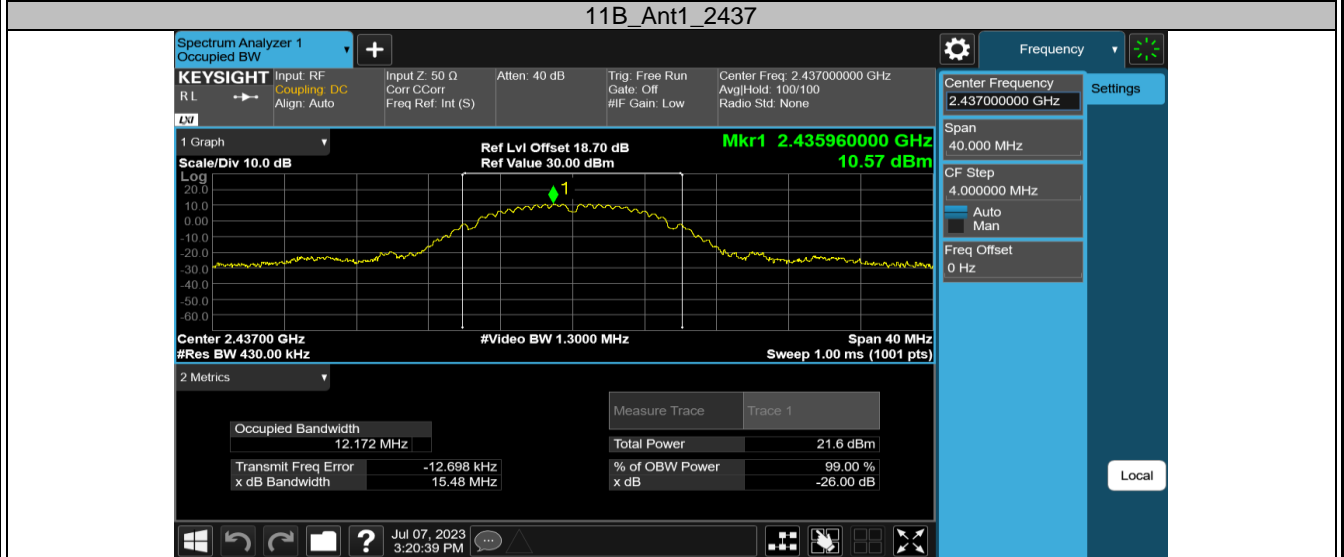 11B_Ant1_2437
Spectrum Analyzer 1
Occupied BW
+
Frequency
KEYSIGHT
RL
LXI
Input: RF
Coupling: DC
Align: Auto
Input Z: 50 Ω
Corr CCorr
Freq Ref: Int (S)
Atten: 40 dB
Trig: Free Run
Gate: Off
#IF Gain: Low
Center Freq: 2.437000000 GHz
Avg|Hold: 100/100
Radio Std: None
Center Frequency
2.437000000 GHz
Settings
Span
40.000 MHz
CF Step
4.000000 MHz
Auto
Man
Freq Offset
0 Hz
Local
1 Graph
Scale/Div 10.0 dB
Ref Lvl Offset 18.70 dB
Ref Value 30.00 dBm
Mkr1 2.435960000 GHz
10.57 dBm
Log
20.0
10.0
0.00
-10.0
-20.0
-30.0
-40.0
-50.0
-60.0
1
Center 2.43700 GHz
#Res BW 430.00 kHz
#Video BW 1.3000 MHz
Span 40 MHz
Sweep 1.00 ms (1001 pts)
2 Metrics
Measure Trace Trace 1
Occupied Bandwidth
12.172 MHz
Total Power 21.6 dBm
Transmit Freq Error -12.698 kHz
% of OBW Power 99.00 %
x dB Bandwidth 15.48 MHz
x dB -26.00 dB
?
Jul 07, 2023
3:20:39 PM